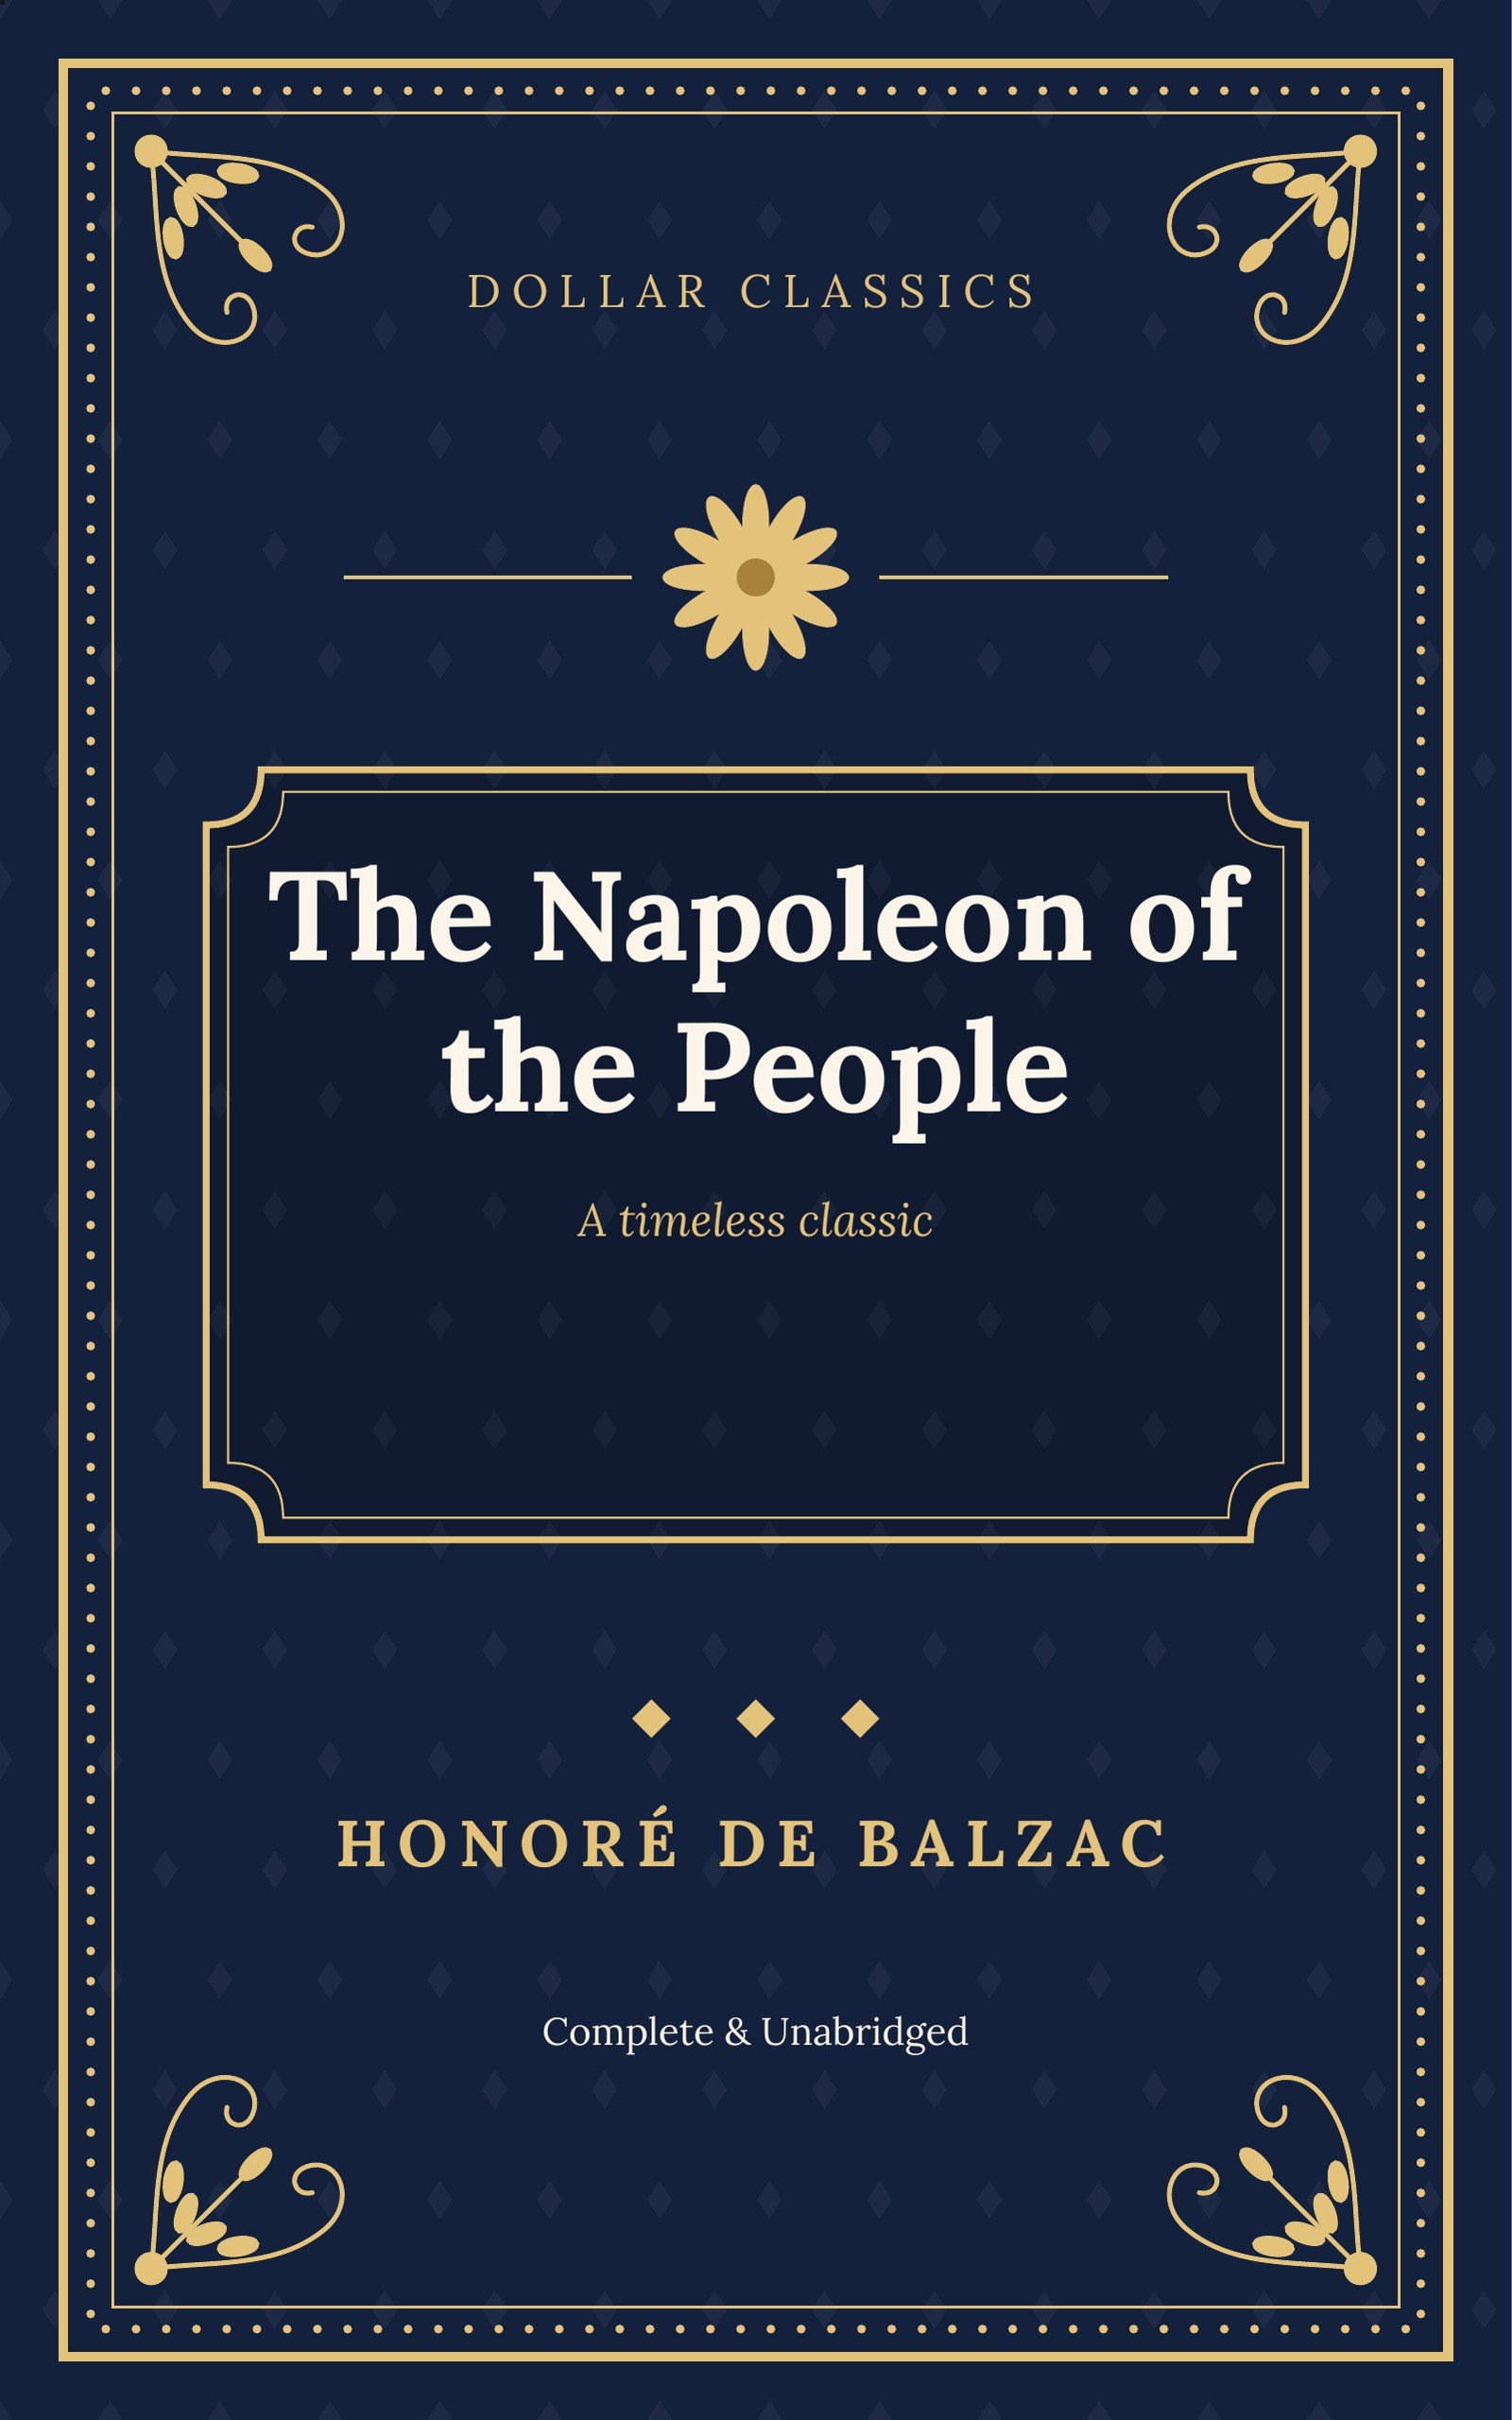 DOLLAR CLASSICS
The Napoleon of
the People
A timeless classic
HONORÉ DE BALZAC
Complete & Unabridged